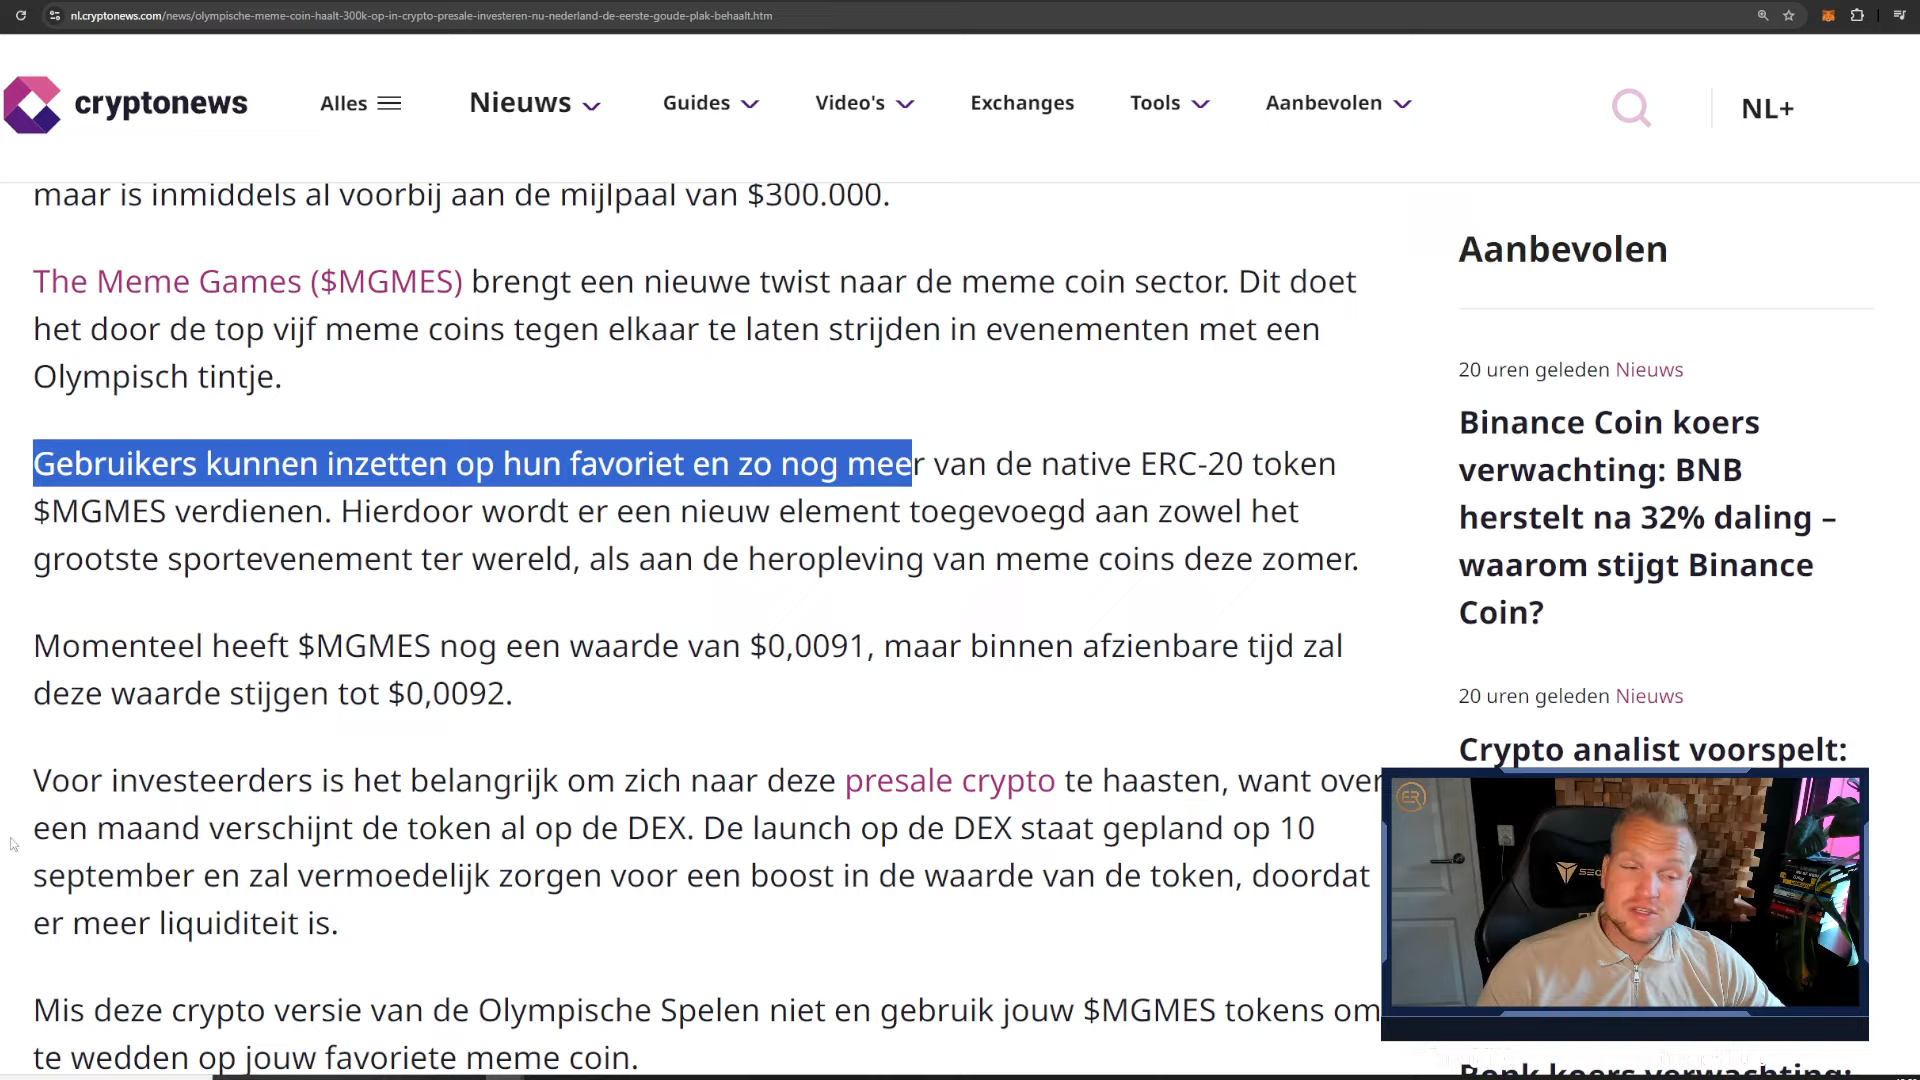 nl.cryptonews.com/news/olympische-meme-coin-haalt-300k-op-in-crypto-presale-investeren-nu-nederland-de-eerste-goude-plak-behaalt.htm
cryptonews
Alles
Nieuws
Guides
Video's
Exchanges
Tools
Aanbevolen
NL+
maar is inmiddels al voorbij aan de mijlpaal van $300.000.
The Meme Games ($MGMES) brengt een nieuwe twist naar de meme coin sector. Dit doet
het door de top vijf meme coins tegen elkaar te laten strijden in evenementen met een
Olympisch tintje.
Gebruikers kunnen inzetten op hun favoriet en zo nog meer van de native ERC-20 token
$MGMES verdienen. Hierdoor wordt er een nieuw element toegevoegd aan zowel het
grootste sportevenement ter wereld, als aan de heropleving van meme coins deze zomer.
Momenteel heeft $MGMES nog een waarde van $0,0091, maar binnen afzienbare tijd zal
deze waarde stijgen tot $0,0092.
Voor investeerders is het belangrijk om zich naar deze presale crypto te haasten, want over
een maand verschijnt de token al op de DEX. De launch op de DEX staat gepland op 10
september en zal vermoedelijk zorgen voor een boost in de waarde van de token, doordat
er meer liquiditeit is.
Mis deze crypto versie van de Olympische Spelen niet en gebruik jouw $MGMES tokens om
te wedden op jouw favoriete meme coin.
Aanbevolen
20 uren geleden Nieuws
Binance Coin koers
verwachting: BNB
herstelt na 32% daling –
waarom stijgt Binance
Coin?
20 uren geleden Nieuws
Crypto analist voorspelt:
Bonk koers verwachting: